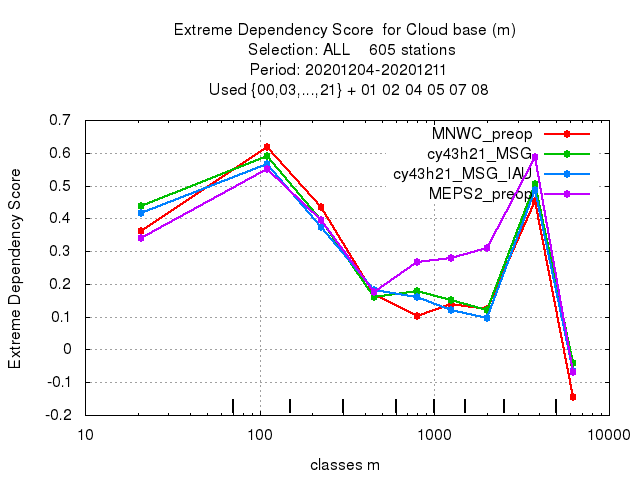 Extreme Dependency Score  for Cloud base (m)
Selection: ALL    605 stations
Period: 20201204-20201211
Used {00,03,...,21} + 01 02 04 05 07 08
0.7
0.6
0.5
0.4
0.3
0.2
0.1
0
-0.1
-0.2
Extreme Dependency Score
MNWC_preop
cy43h21_MSG
cy43h21_MSG_IAU
MEPS2_preop
10
100
1000
10000
classes m